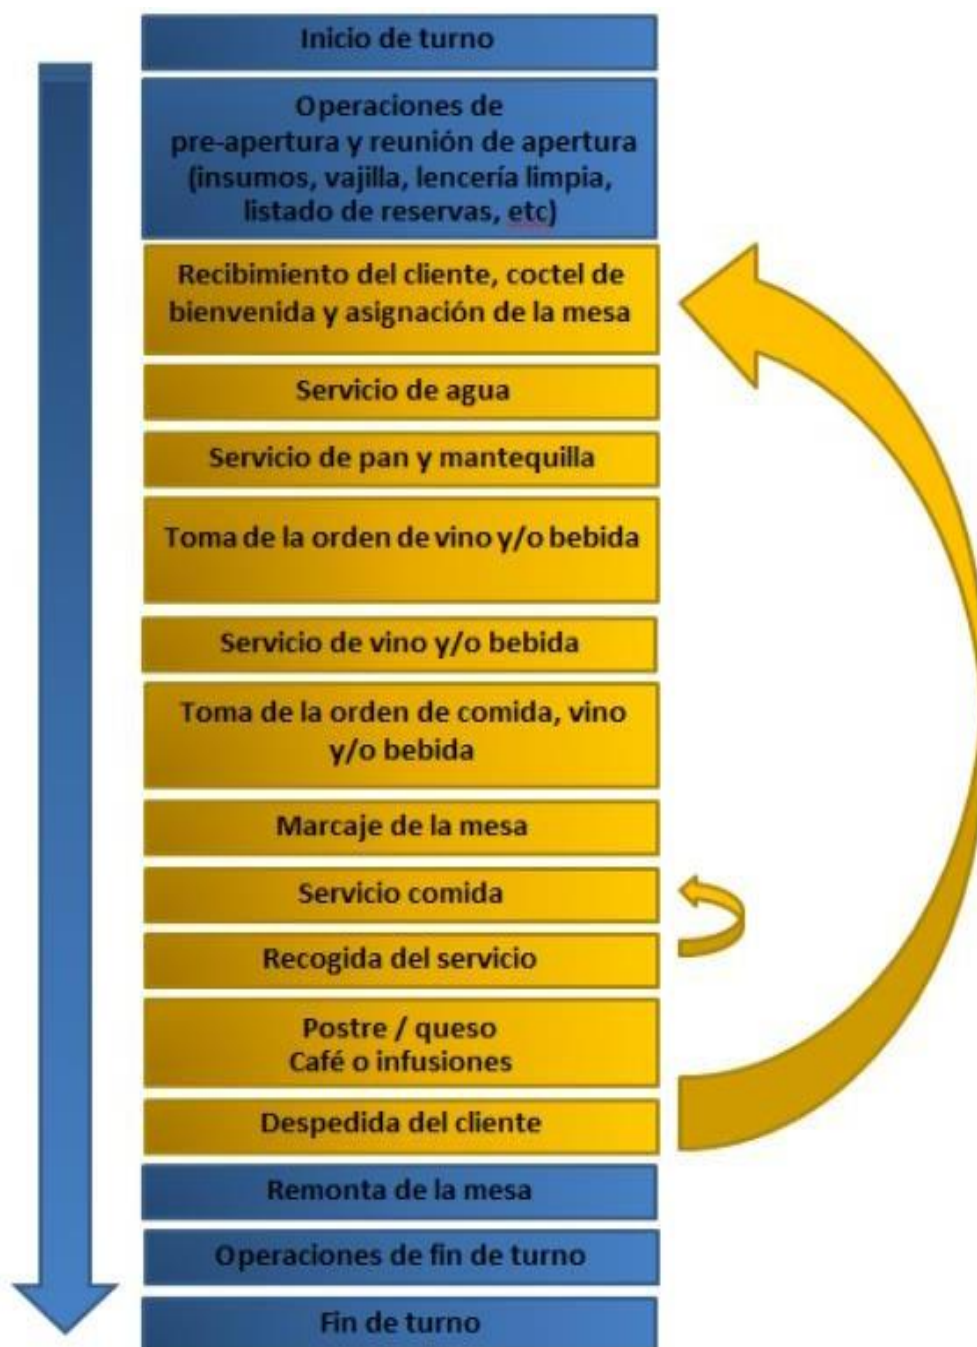 Inicio de turno
Operaciones de
pre-apertura y reunión de apertura
(insumos, vajilla, lencería limpia,
listado de reservas, etc)
Recibimiento del cliente, coctel de
bienvenida y asignación de la mesa
Servicio de agua
Servicio de pan y mantequilla
Toma de la orden de vino y/o bebida
Servicio de vino y/o bebida
Toma de la orden de comida, vino
y/o bebida
Marcaje de la mesa
Servicio comida
Recogida del servicio
Postre / queso
Café o infusiones
Despedida del cliente
Remonta de la mesa
Operaciones de fin de turno
Fin de turno